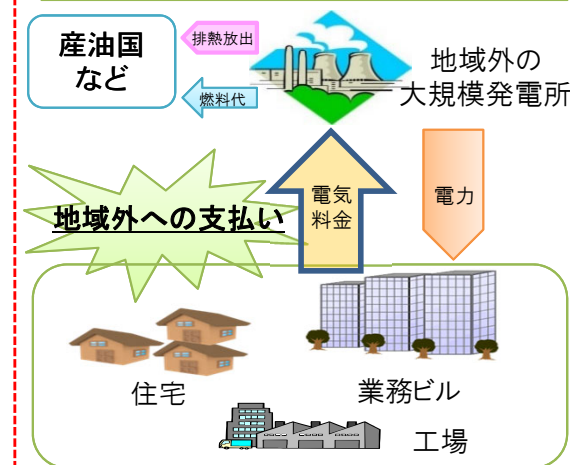 産油国
など
排熱放出
燃料代
地域外の
大規模発電所
地域外への支払い
電気
料金
電力
住宅
業務ビル
工場